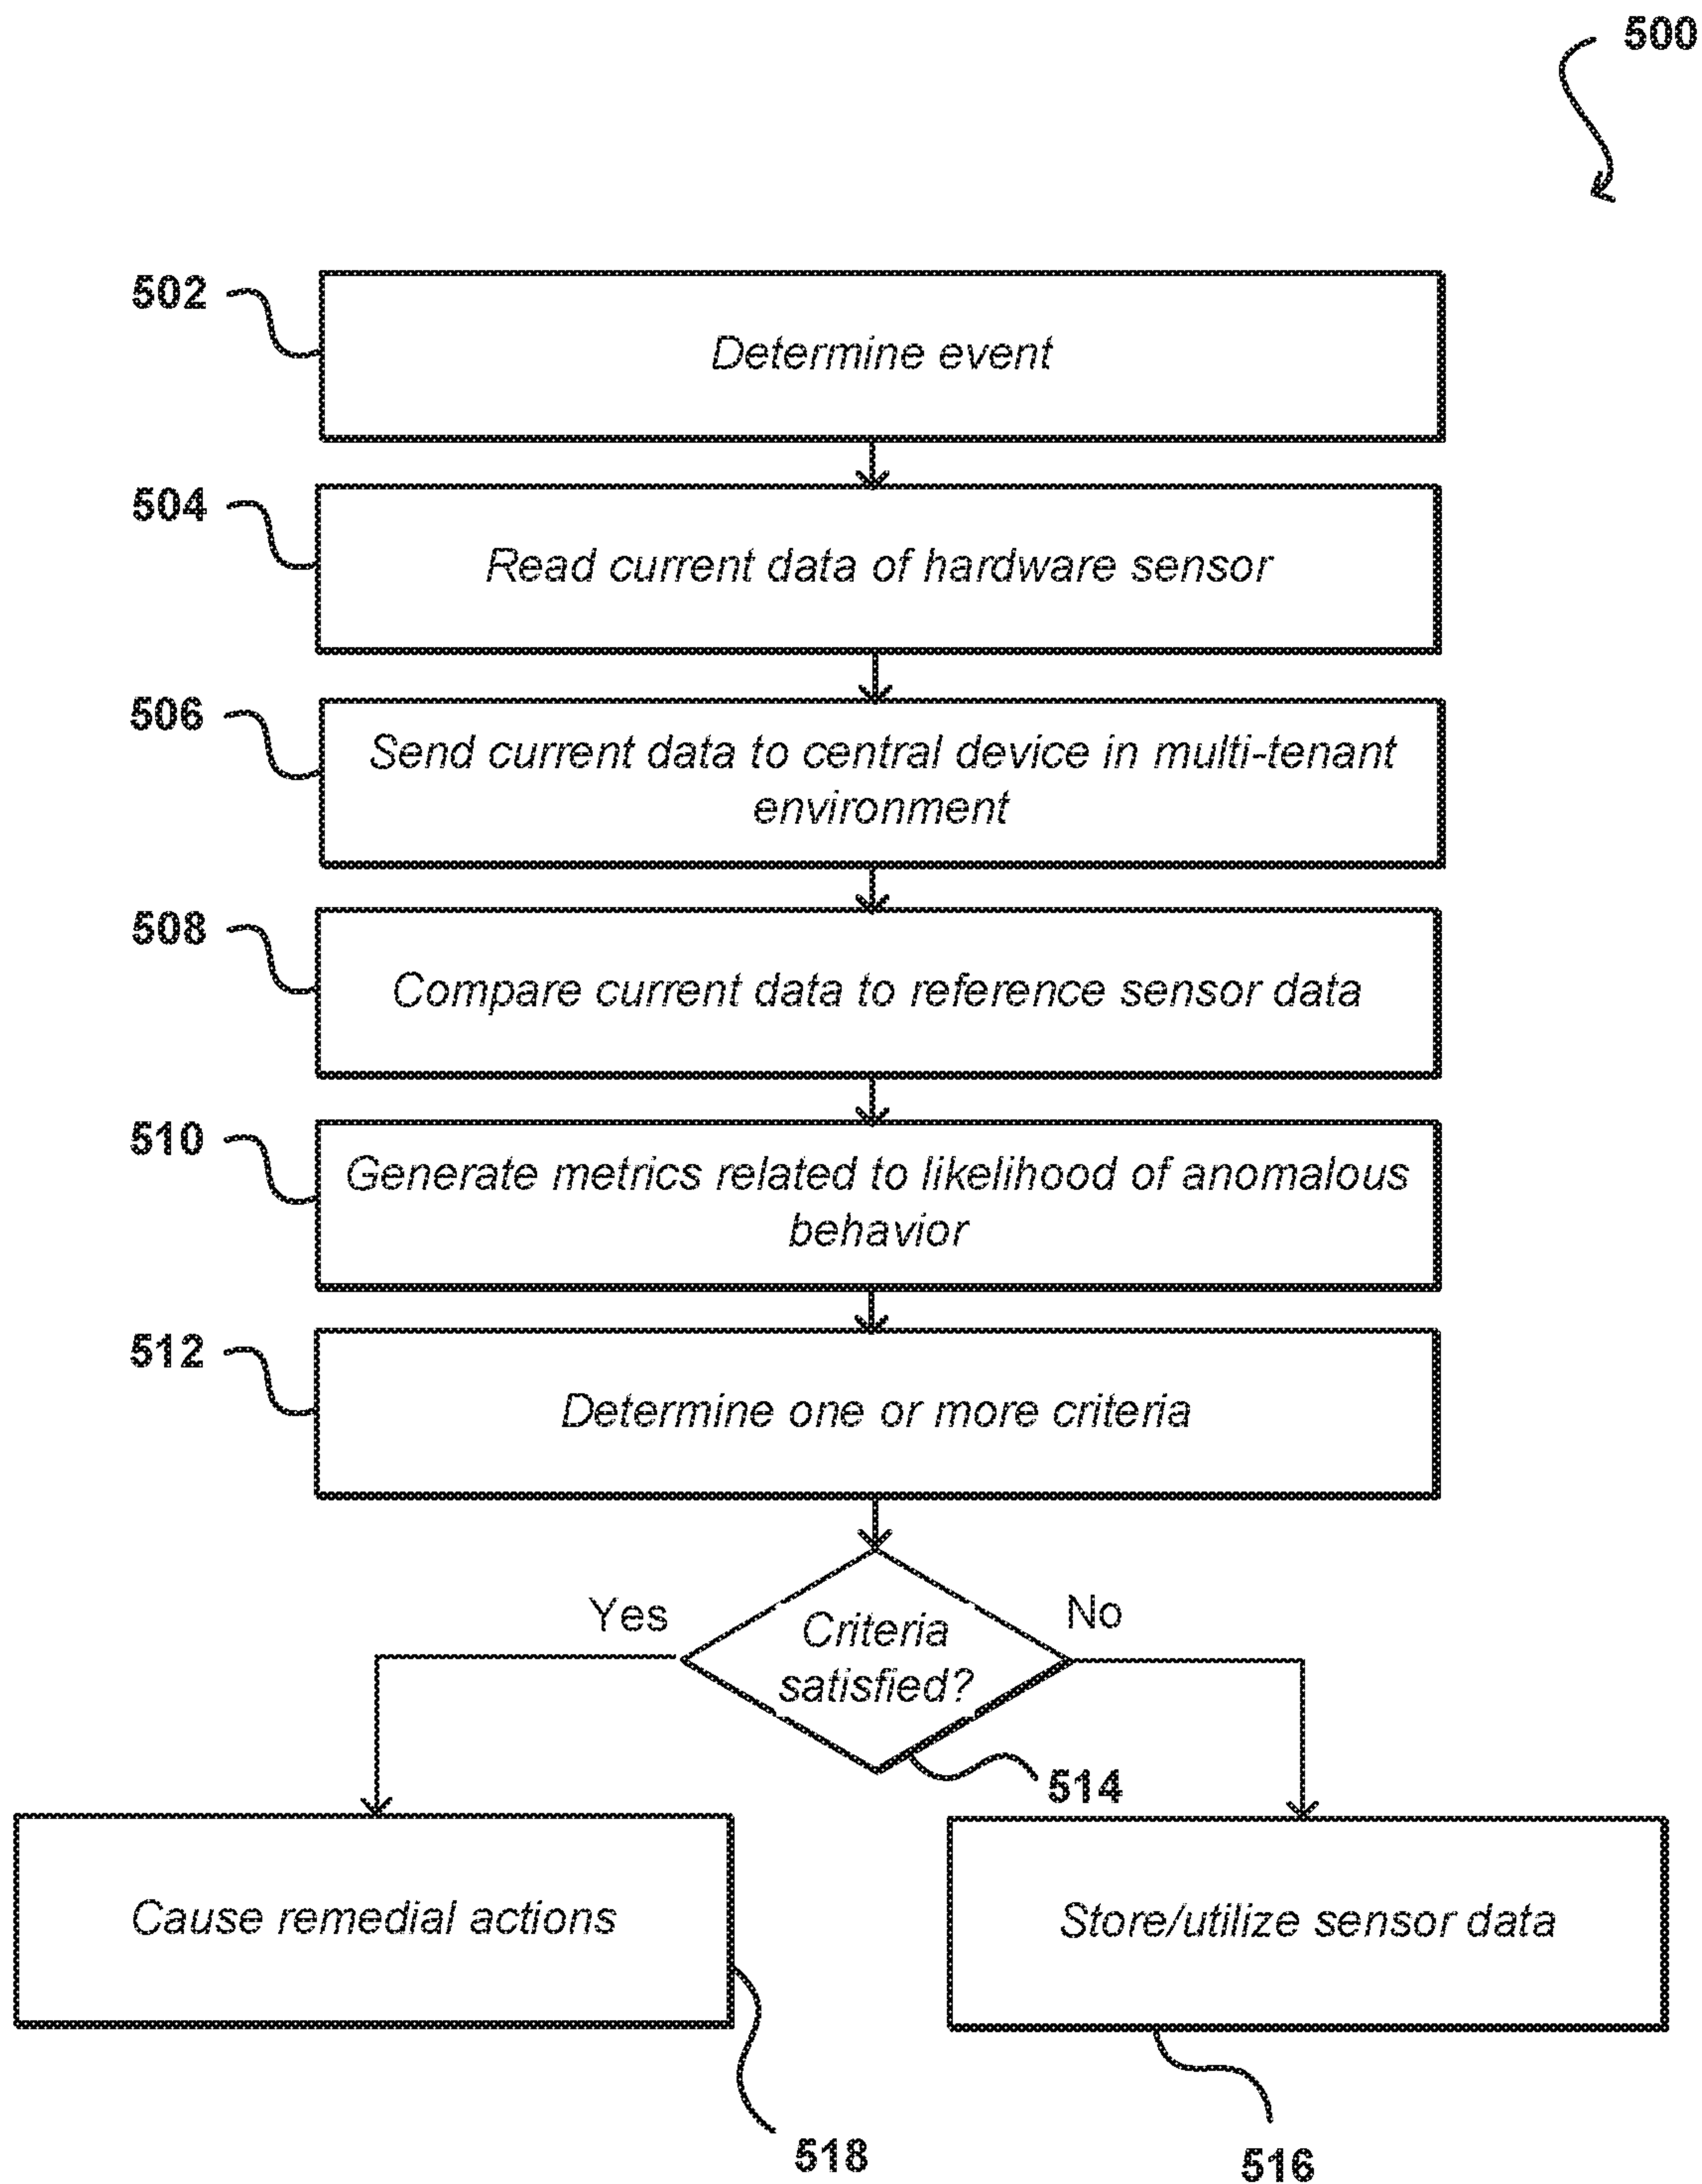 500
502
Determine event
504
Read current data of hardware sensor
506
Send current data to central device in multi-tenant
environment
508
Compare current data to reference sensor data
510
Generate metrics related to likelihood of anomalous
behavior
512
Determine one or more criteria
Yes
Criteria
satisfied?
No
514
Cause remedial actions
Store/utilize sensor data
518
516